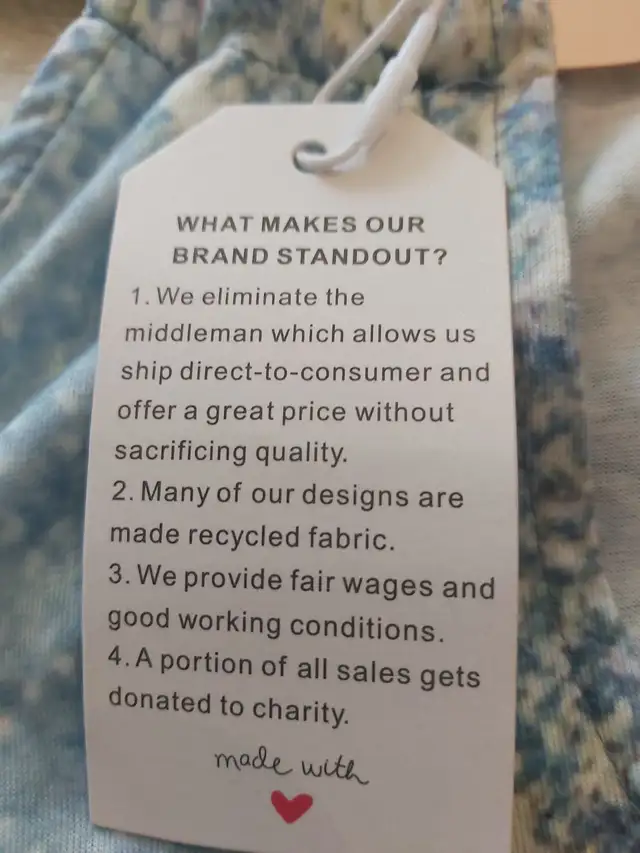 WHAT MAKES OUR
BRAND STANDOUT?
1. We eliminate the
middleman which allows us
ship direct-to-consumer and
offer a great price without
sacrificing quality.
2. Many of our designs are
made recycled fabric.
3. We provide fair wages and
good working conditions.
4. A portion of all sales gets
donated to charity.
made with